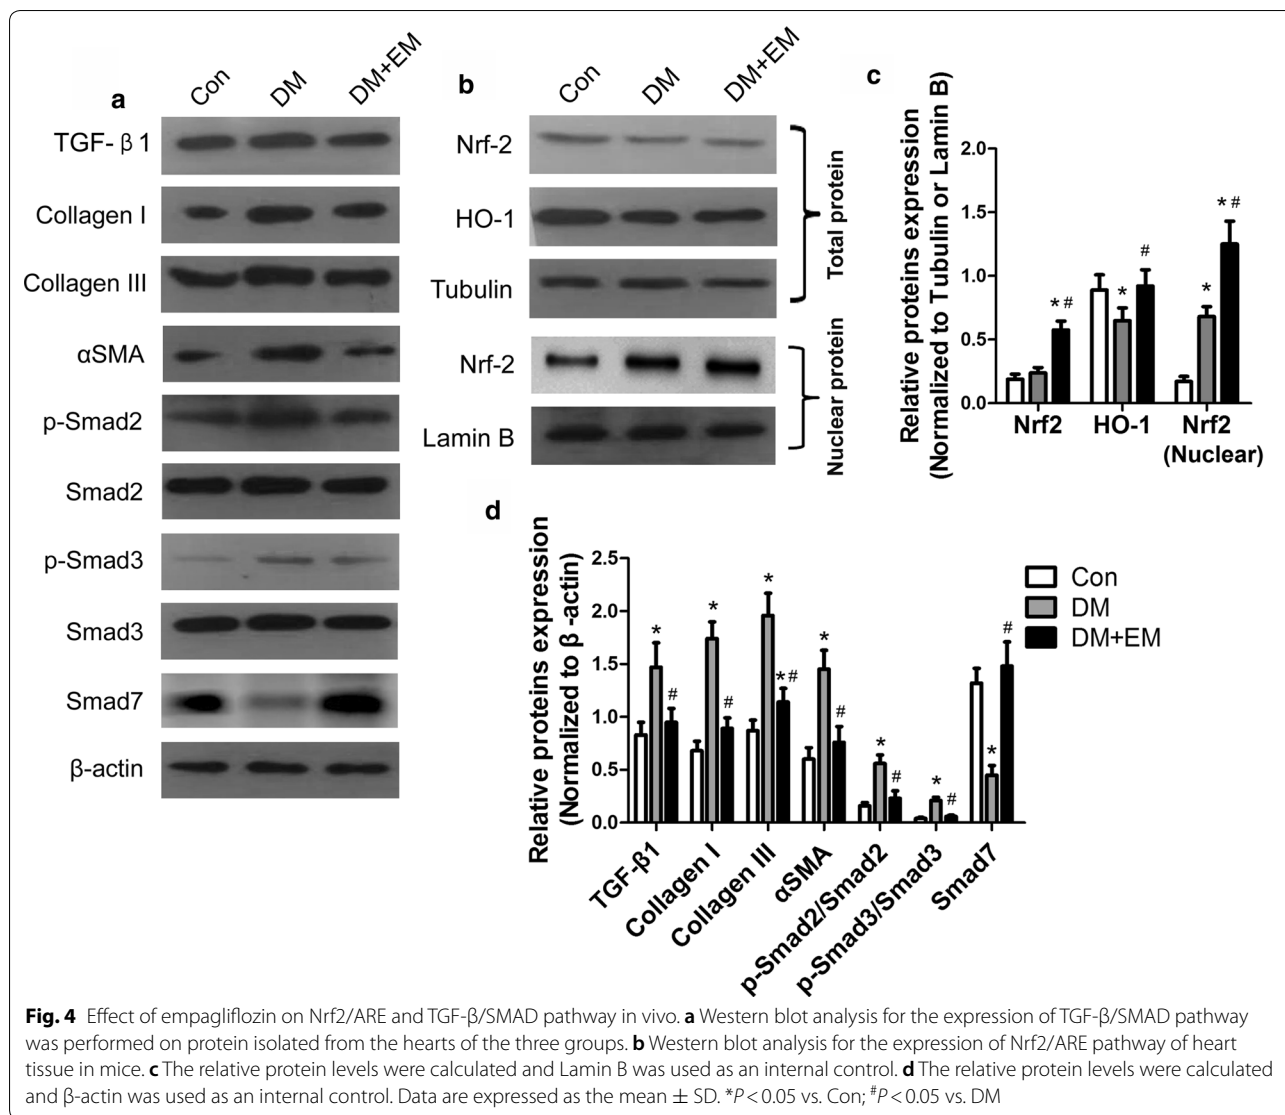 a
Con
DM
DM+EM
TGF- β 1
Collagen I
Collagen III
αSMA
p-Smad2
Smad2
p-Smad3
Smad3
Smad7
β-actin
b
Con
DM
DM+EM
Nrf-2
HO-1
Tubulin
Total protein
Nrf-2
Lamin B
Nuclear protein
c
Relative proteins expression
(Normalized to Tubulin or Lamin B)
2.0
1.5
1.0
0.5
0.0
* #
*
#
*
* #
Nrf2
HO-1
Nrf2
(Nuclear)
d
Relative proteins expression
(Normalized to β -actin)
2.5
2.0
1.5
1.0
0.5
0.0
*
#
*
#
*
* #
*
#
*
#
*
#
*
#
TGF-β1
Collagen I
Collagen III
αSMA
p-Smad2/Smad2
p-Smad3/Smad3
Smad7
Con
DM
DM+EM
Fig. 4 Effect of empagliflozin on Nrf2/ARE and TGF-β/SMAD pathway in vivo. a Western blot analysis for the expression of TGF-β/SMAD pathway
was performed on protein isolated from the hearts of the three groups. b Western blot analysis for the expression of Nrf2/ARE pathway of heart
tissue in mice. c The relative protein levels were calculated and Lamin B was used as an internal control. d The relative protein levels were calculated
and β-actin was used as an internal control. Data are expressed as the mean ± SD. *P < 0.05 vs. Con; #P < 0.05 vs. DM